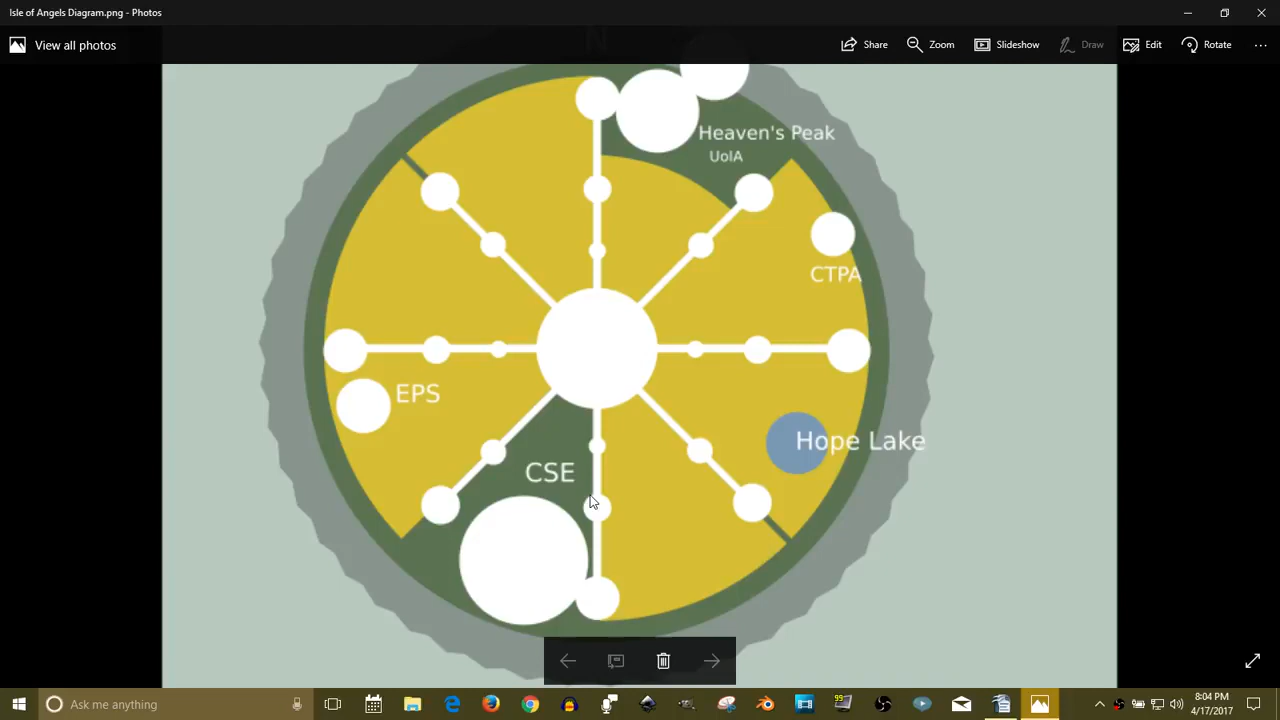 Isle of Angels Diagram.png - Photos
View all photos
Share
Zoom
Slideshow
Draw
Edit
Rotate
N
Heaven's Peak
UoIA
CTPA
EPS
Hope Lake
CSE
Ask me anything
99
8:04 PM
4/17/2017